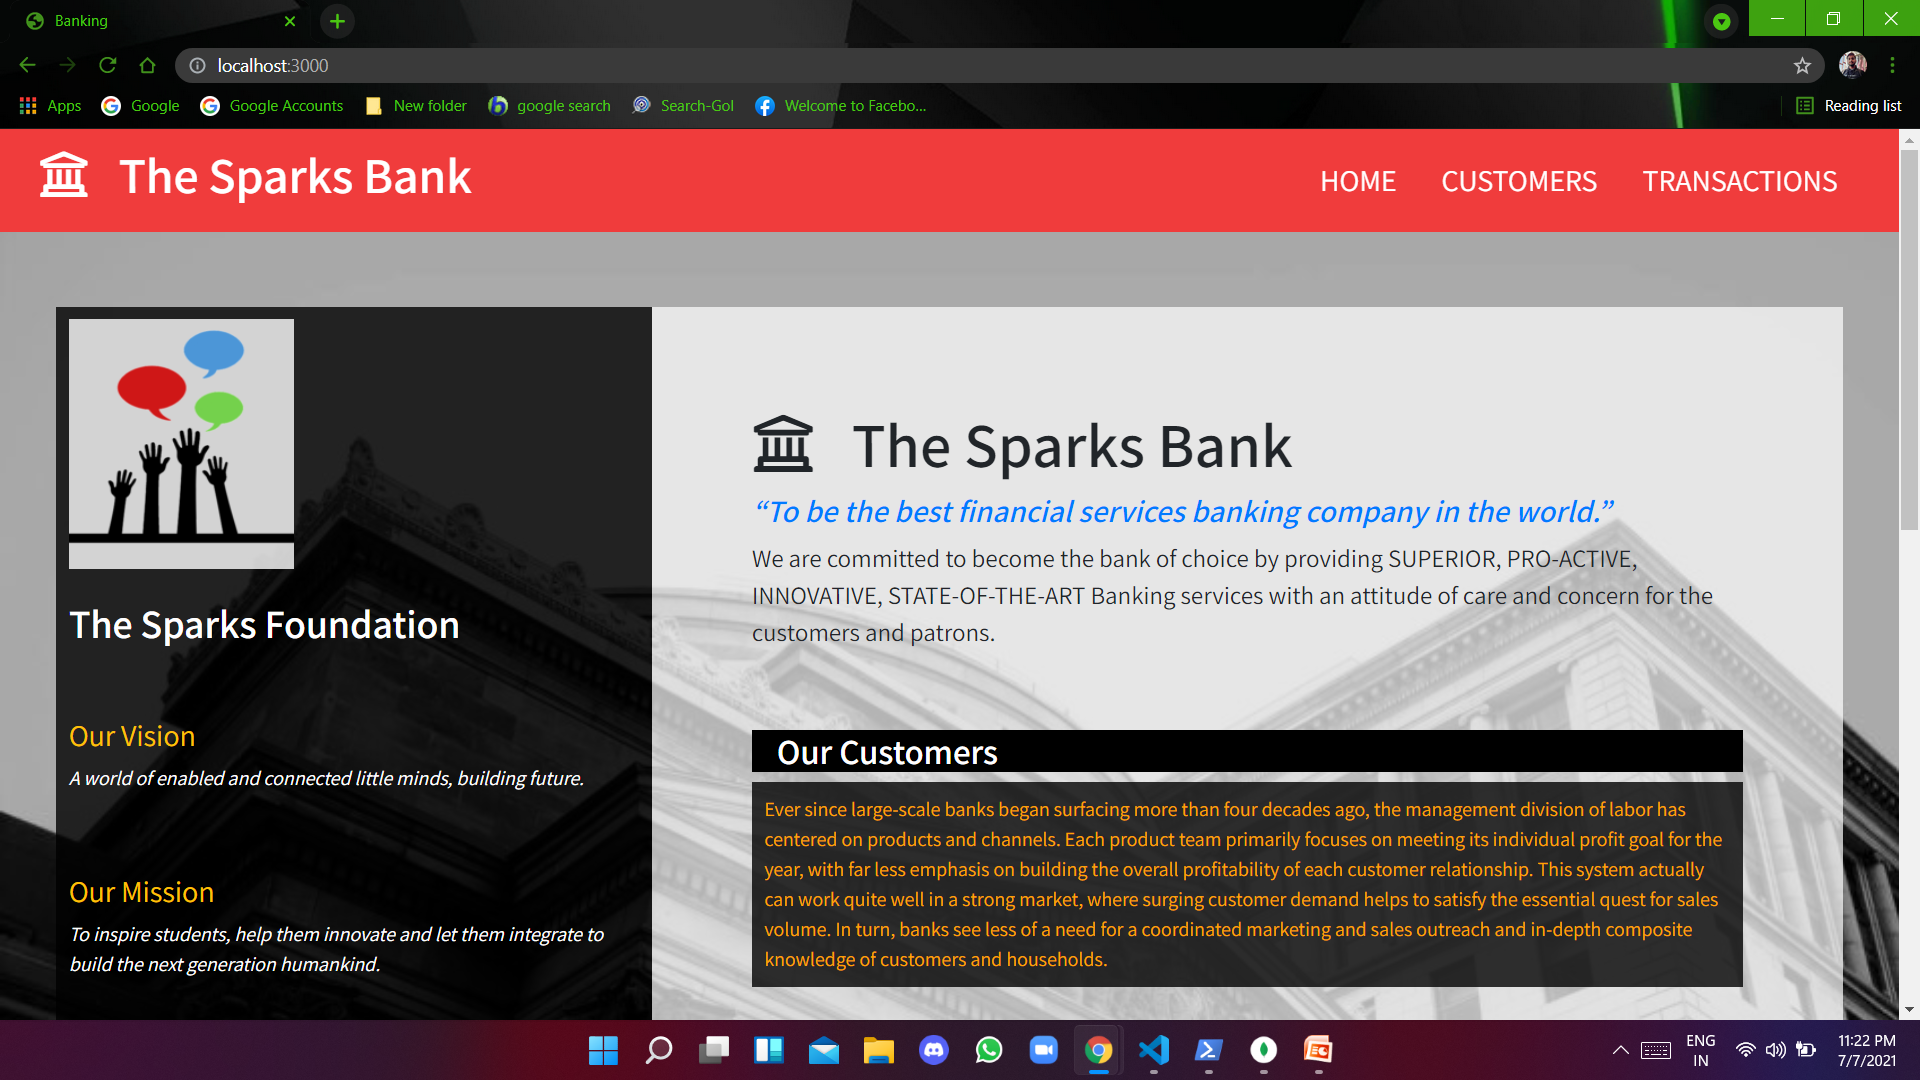 Banking
localhost:3000
Apps
Google
Google Accounts
New folder
google search
Search-Gol
Welcome to Facebo...
Reading list
The Sparks Bank
HOME
CUSTOMERS
TRANSACTIONS
The Sparks Foundation
Our Vision
A world of enabled and connected little minds, building future.
Our Mission
To inspire students, help them innovate and let them integrate to
build the next generation humankind.
The Sparks Bank
“To be the best financial services banking company in the world.”
We are committed to become the bank of choice by providing SUPERIOR, PRO-ACTIVE,
INNOVATIVE, STATE-OF-THE-ART Banking services with an attitude of care and concern for the
customers and patrons.
Our Customers
Ever since large-scale banks began surfacing more than four decades ago, the management division of labor has
centered on products and channels. Each product team primarily focuses on meeting its individual profit goal for the
year, with far less emphasis on building the overall profitability of each customer relationship. This system actually
can work quite well in a strong market, where surging customer demand helps to satisfy the essential quest for sales
volume. In turn, banks see less of a need for a coordinated marketing and sales outreach and in-depth composite
knowledge of customers and households.
ENG
IN
11:22 PM
7/7/2021